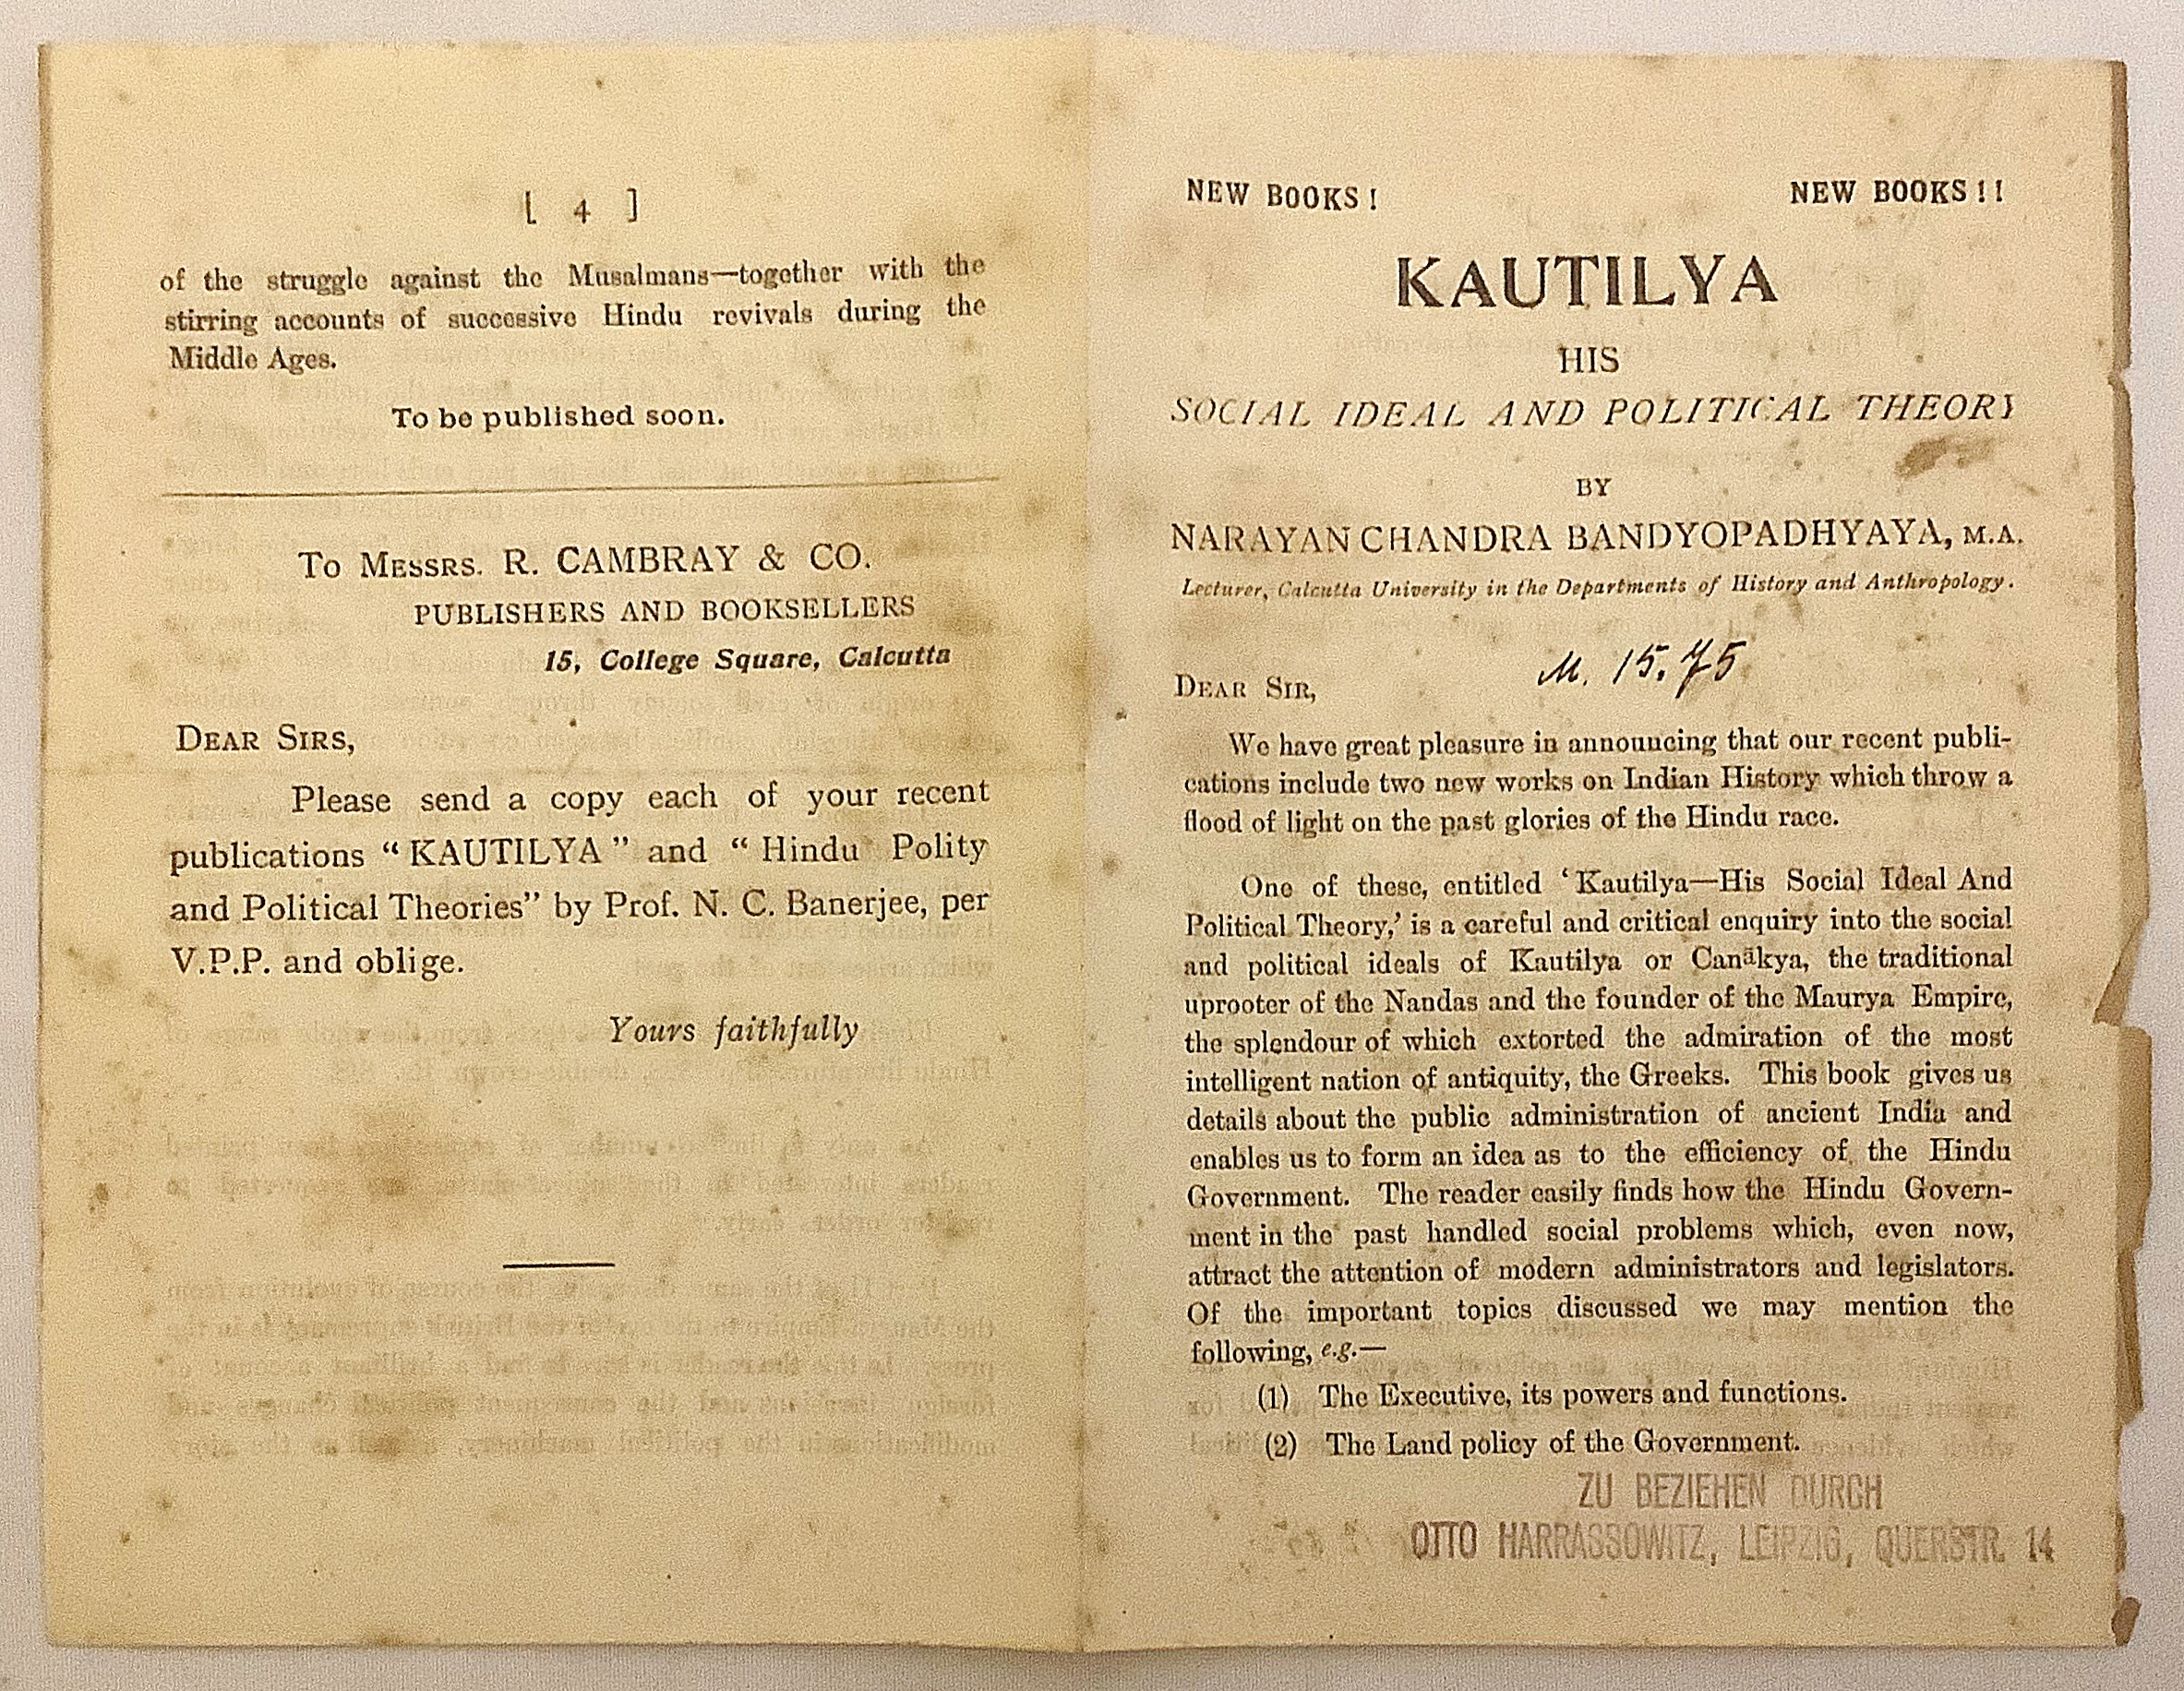 [ 4 ]
of the struggle against the Musalmans—together with the
stirring accounts of successive Hindu revivals during the
Middle Ages.
To be published soon.
To Messrs. R. CAMBRAY & CO.
PUBLISHERS AND BOOKSELLERS
15, College Square, Calcutta
Dear Sirs,
Please send a copy each of your recent
publications “KAUTILYA” and “Hindu Polity
and Political Theories” by Prof. N. C. Banerjee, per
V.P.P. and oblige.
Yours faithfully
NEW BOOKS! NEW BOOKS!!
KAUTILYA
HIS
SOCIAL IDEAL AND POLITICAL THEORY
BY
NARAYAN CHANDRA BANDYOPADHYAYA, M.A.
Lecturer, Calcutta University in the Departments of History and Anthropology.
M. 15.75
Dear Sir,
We have great pleasure in announcing that our recent publi-
cations include two new works on Indian History which throw a
flood of light on the past glories of the Hindu race.
One of these, entitled ‘Kautilya—His Social Ideal And
Political Theory,’ is a careful and critical enquiry into the social
and political ideals of Kautilya or Canākya, the traditional
uprooter of the Nandas and the founder of the Maurya Empire,
the splendour of which extorted the admiration of the most
intelligent nation of antiquity, the Greeks. This book gives us
details about the public administration of ancient India and
enables us to form an idea as to the efficiency of the Hindu
Government. The reader easily finds how the Hindu Govern-
ment in the past handled social problems which, even now,
attract the attention of modern administrators and legislators.
Of the important topics discussed we may mention the
following, e.g.—
(1) The Executive, its powers and functions.
(2) The Land policy of the Government.
ZU BEZIEHEN DURCH
OTTO HARRASSOWITZ, LEIPZIG, QUERSTR. 14